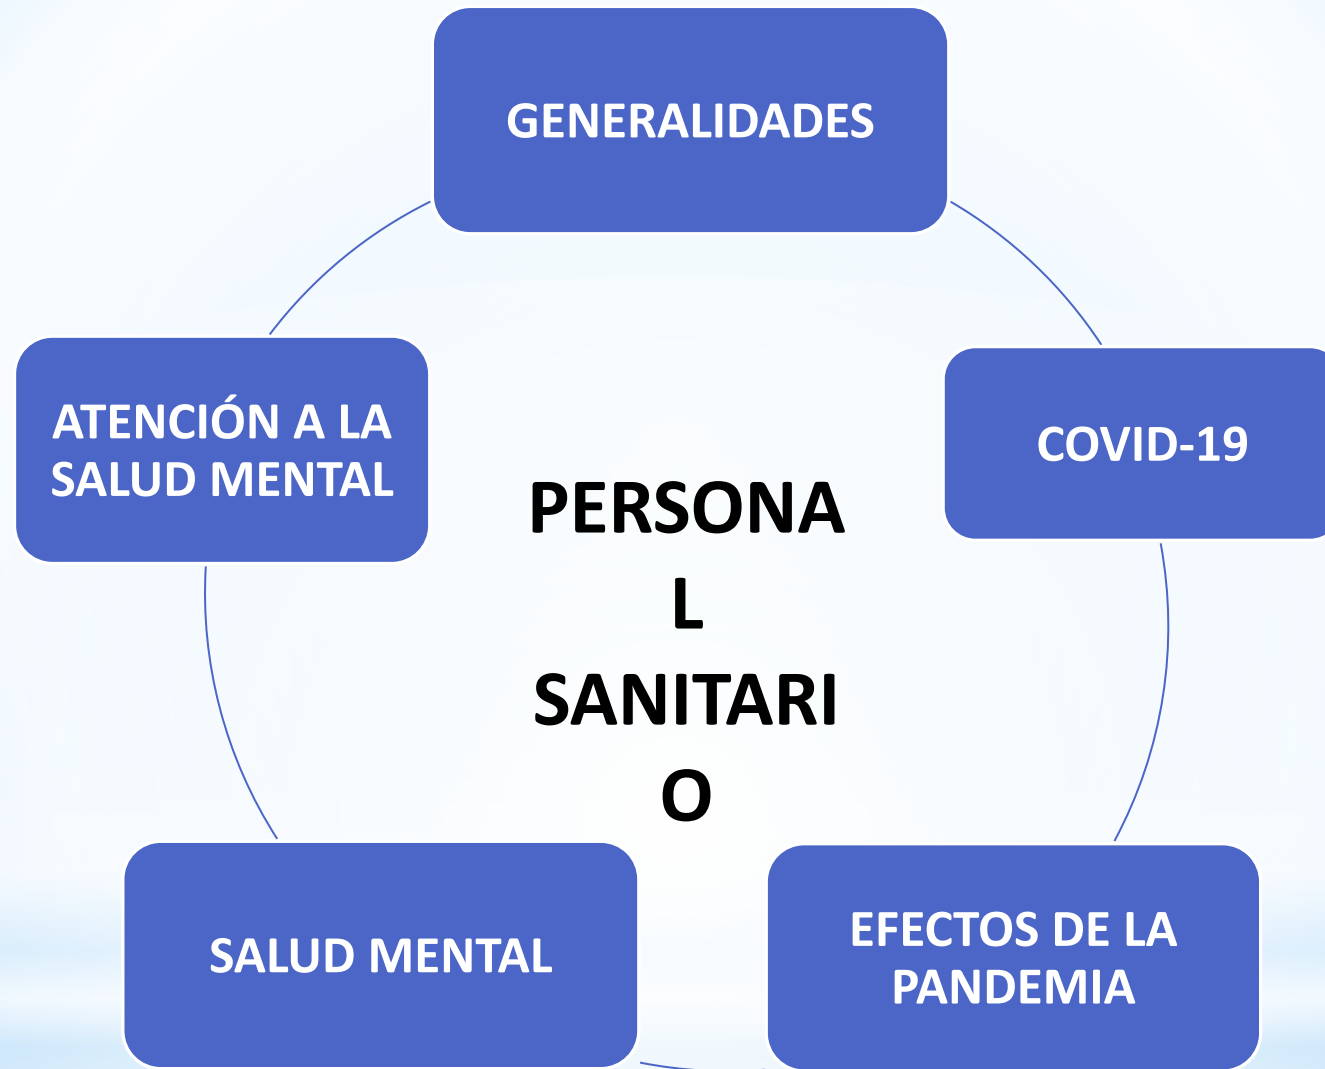 GENERALIDADES
COVID-19
EFECTOS DE LA
PANDEMIA
SALUD MENTAL
ATENCIÓN A LA
SALUD MENTAL
PERSONA
L
SANITARI
O